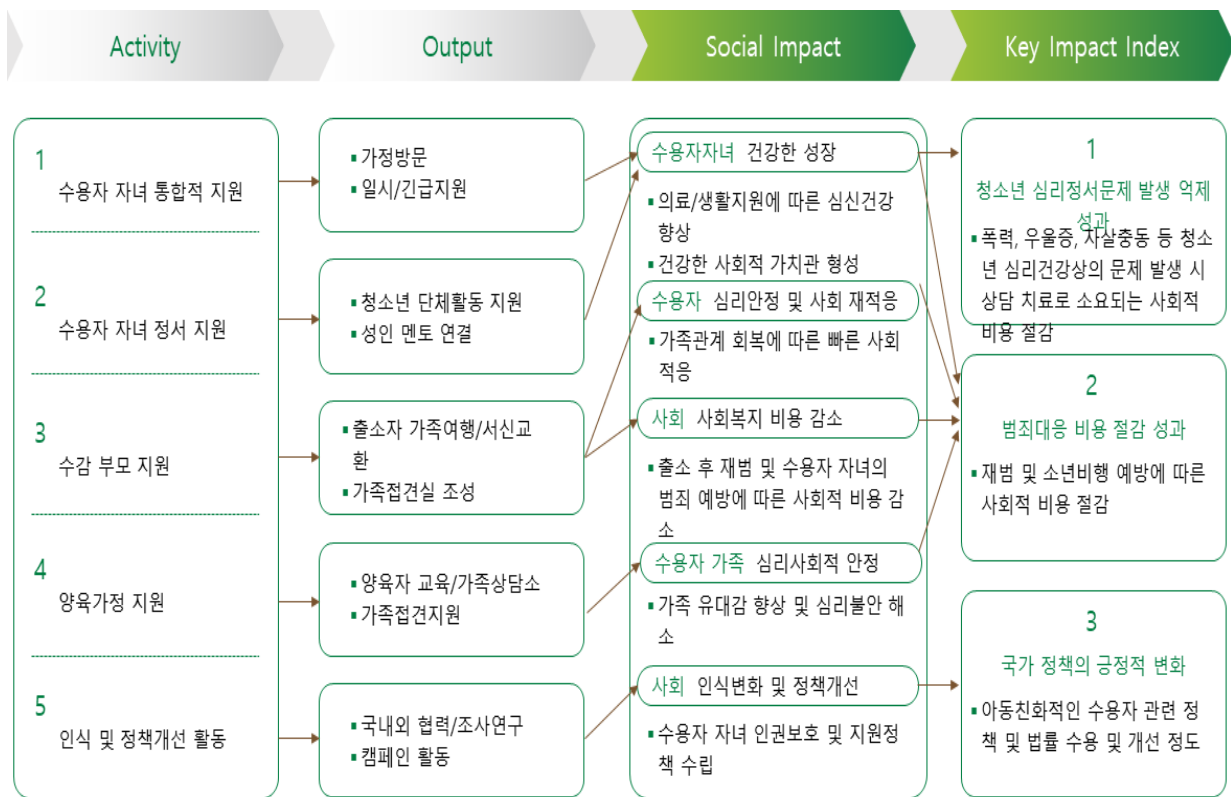 Activity
Output
Social Impact
Key Impact Index
1
수용자 자녀 통합적 지원
2
수용자 자녀 정서 지원
3
수감 부모 지원
4
양육가정 지원
5
인식 및 정책개선 활동
▪ 가정방문
▪ 일시/긴급지원
▪ 청소년 단체활동 지원
▪ 성인 멘토 연결
▪ 출소자 가족여행/서신교
환
▪ 가족접견실 조성
▪ 양육자 교육/가족상담소
▪ 가족접견지원
▪ 국내외 협력/조사연구
▪ 캠페인 활동
수용자자녀 건강한 성장
▪ 의료/생활지원에 따른 심신건강
향상
▪ 건강한 사회적 가치관 형성
수용자 심리안정 및 사회 재적응
▪ 가족관계 회복에 따른 빠른 사회
적응
사회 사회복지 비용 감소
▪ 출소 후 재범 및 수용자 자녀의
범죄 예방에 따른 사회적 비용 감
소
수용자 가족 심리사회적 안정
▪ 가족 유대감 향상 및 심리불안 해
소
사회 인식변화 및 정책개선
▪ 수용자 자녀 인권보호 및 지원정
책 수립
1
청소년 심리정서문제 발생 억제
성과
▪ 폭력, 우울증, 자살충동 등 청소
년 심리건강상의 문제 발생 시
상담 치료로 소요되는 사회적
비용 절감
2
범죄대응 비용 절감 성과
▪ 재범 및 소년비행 예방에 따른
사회적 비용 절감
3
국가 정책의 긍정적 변화
▪ 아동친화적인 수용자 관련 정
책 및 법률 수용 및 개선 정도